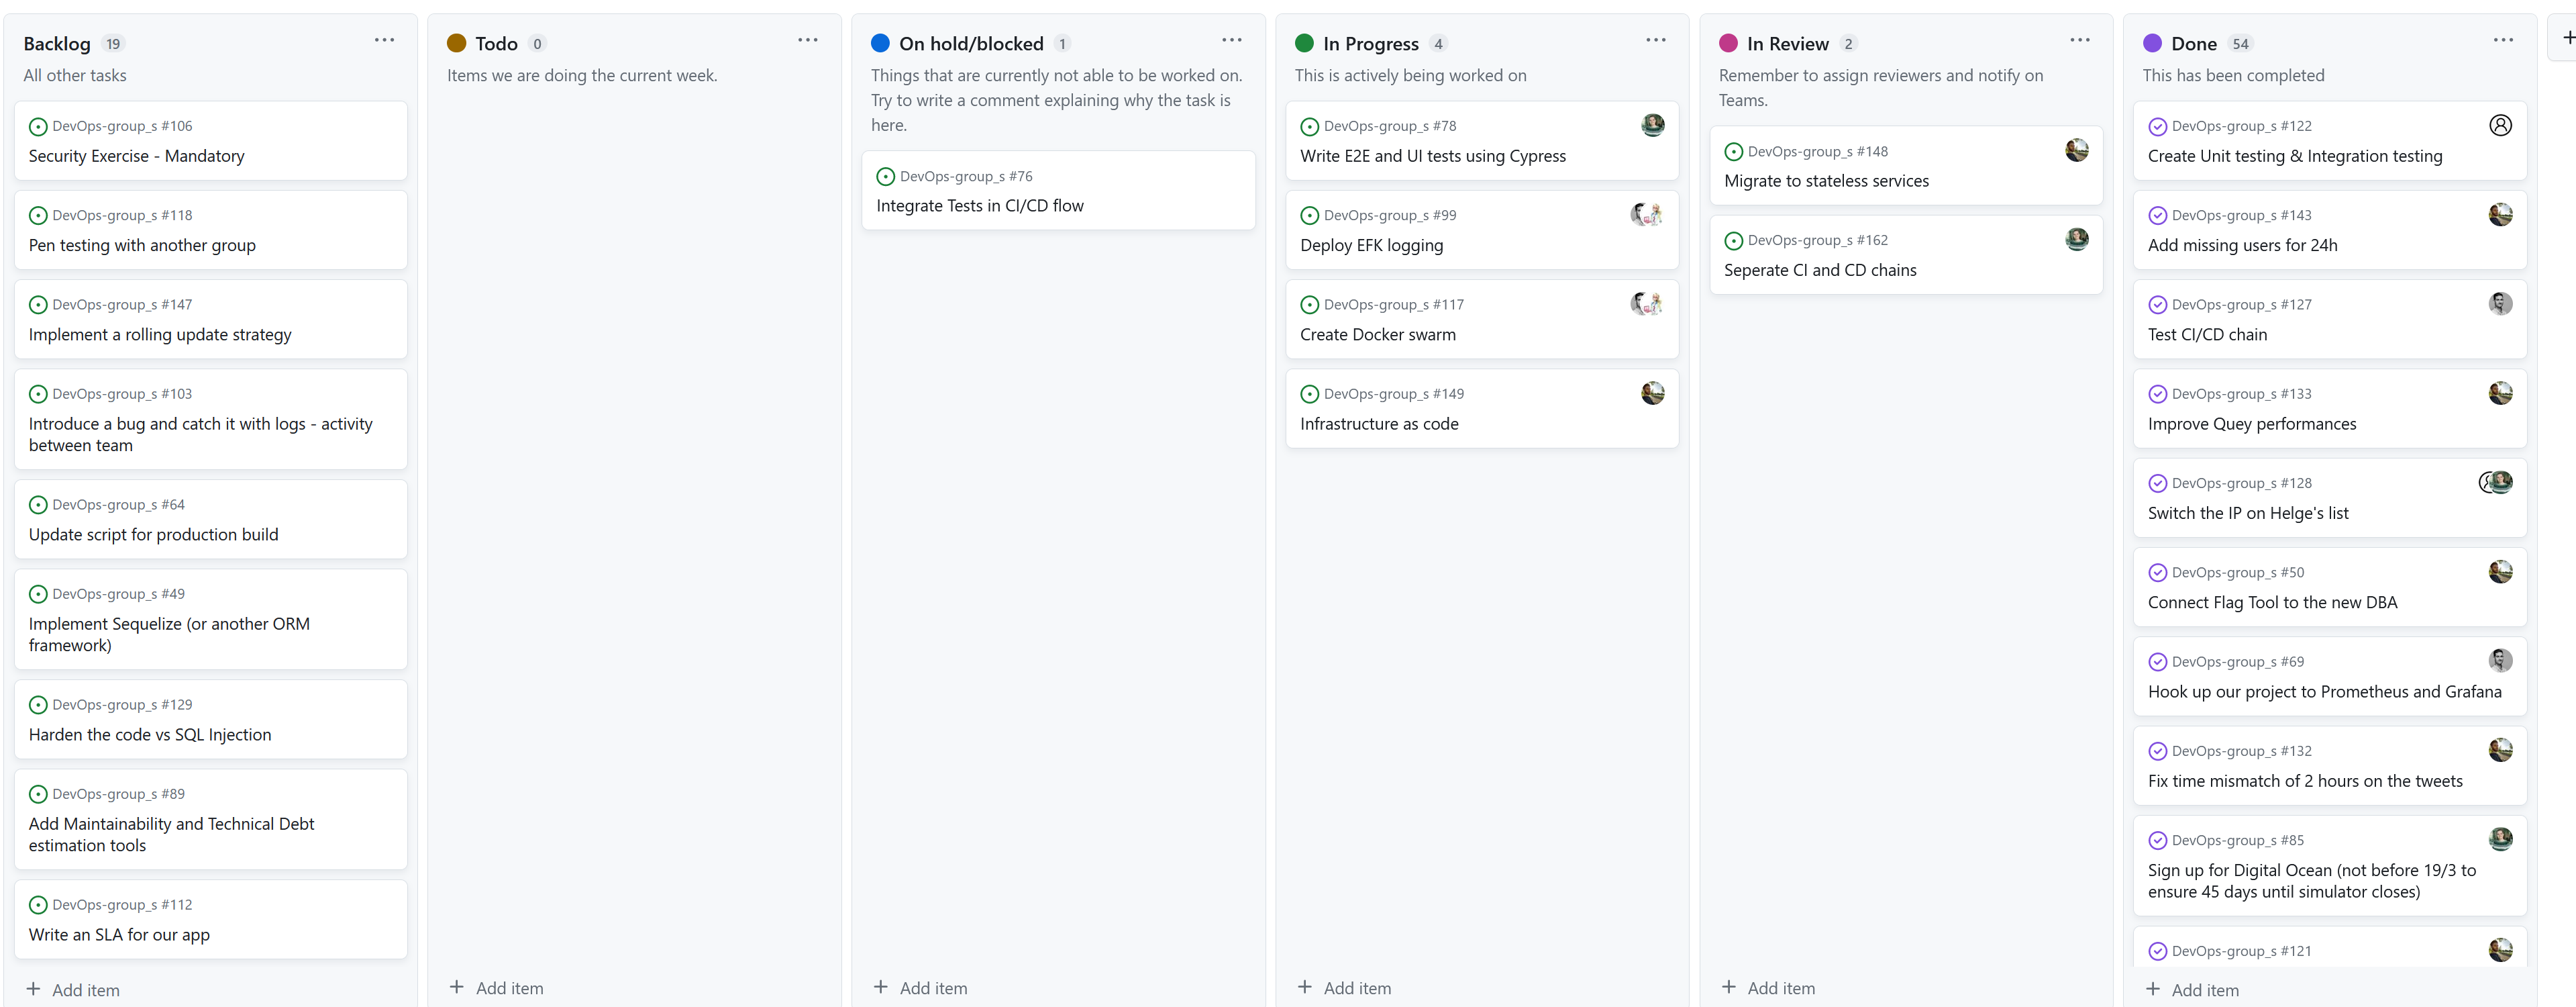 Backlog 19
All other tasks
DevOps-group_s #106
Security Exercise - Mandatory
DevOps-group_s #118
Pen testing with another group
DevOps-group_s #147
Implement a rolling update strategy
DevOps-group_s #103
Introduce a bug and catch it with logs - activity
between team
DevOps-group_s #64
Update script for production build
DevOps-group_s #49
Implement Sequelize (or another ORM
framework)
DevOps-group_s #129
Harden the code vs SQL Injection
DevOps-group_s #89
Add Maintainability and Technical Debt
estimation tools
DevOps-group_s #112
Write an SLA for our app
+ Add item
Todo 0
Items we are doing the current week.
+ Add item
On hold/blocked 1
Things that are currently not able to be worked on.
Try to write a comment explaining why the task is
here.
DevOps-group_s #76
Integrate Tests in CI/CD flow
+ Add item
In Progress 4
This is actively being worked on
DevOps-group_s #78
Write E2E and UI tests using Cypress
DevOps-group_s #99
Deploy EFK logging
DevOps-group_s #117
Create Docker swarm
DevOps-group_s #149
Infrastructure as code
+ Add item
In Review 2
Remember to assign reviewers and notify on
Teams.
DevOps-group_s #148
Migrate to stateless services
DevOps-group_s #162
Seperate CI and CD chains
+ Add item
Done 54
This has been completed
DevOps-group_s #122
Create Unit testing & Integration testing
DevOps-group_s #143
Add missing users for 24h
DevOps-group_s #127
Test CI/CD chain
DevOps-group_s #133
Improve Quey performances
DevOps-group_s #128
Switch the IP on Helge's list
DevOps-group_s #50
Connect Flag Tool to the new DBA
DevOps-group_s #69
Hook up our project to Prometheus and Grafana
DevOps-group_s #132
Fix time mismatch of 2 hours on the tweets
DevOps-group_s #85
Sign up for Digital Ocean (not before 19/3 to
ensure 45 days until simulator closes)
DevOps-group_s #121
+ Add item